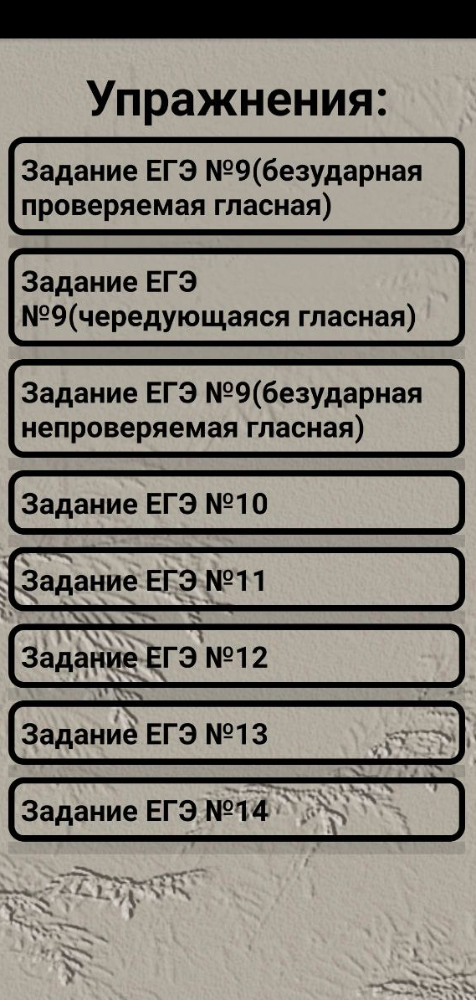 Упражнения:
Задание ЕГЭ №9(безударная
проверяемая гласная)
Задание ЕГЭ
№9(чередующаяся гласная)
Задание ЕГЭ №9(безударная
непроверяемая гласная)
Задание ЕГЭ №10
Задание ЕГЭ №11
Задание ЕГЭ №12
Задание ЕГЭ №13
Задание ЕГЭ №14